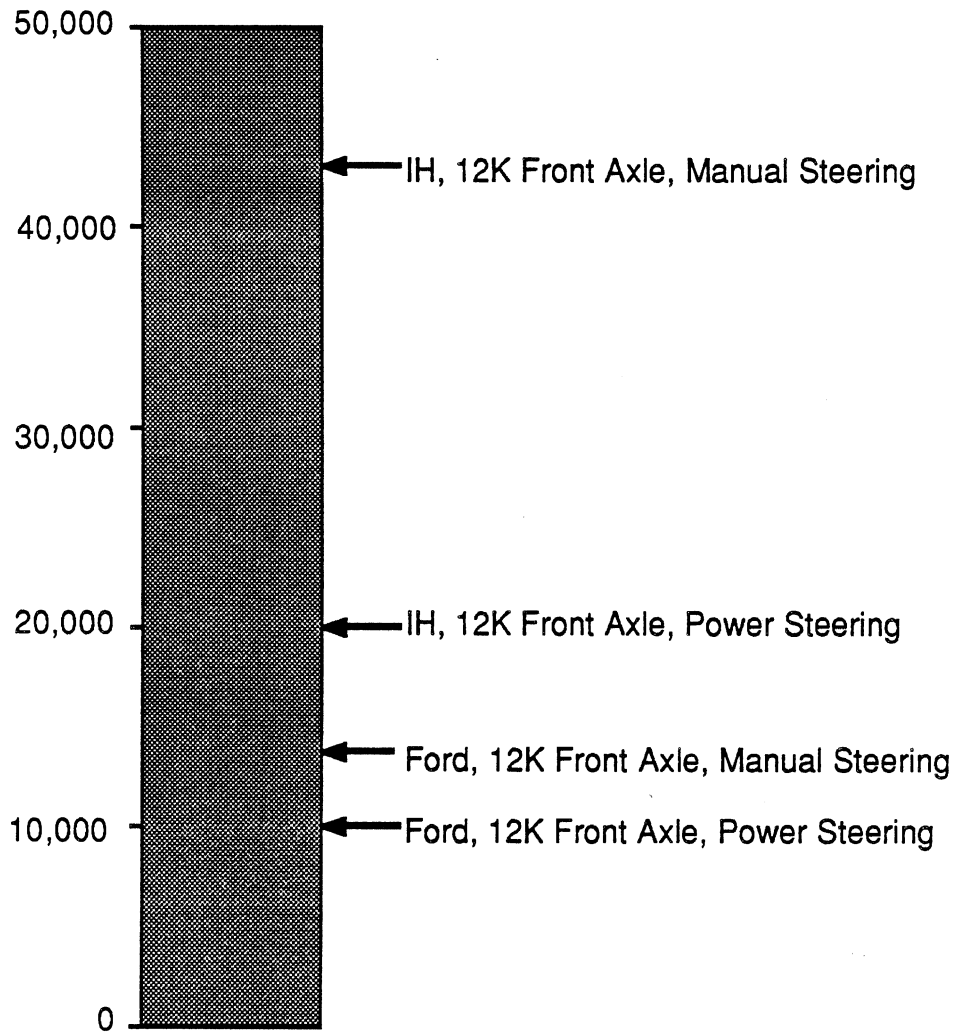 50,000
IH, 12K Front Axle, Manual Steering
40,000
30,000
20,000
IH, 12K Front Axle, Power Steering
Ford, 12K Front Axle, Manual Steering
10,000
Ford, 12K Front Axle, Power Steering
0